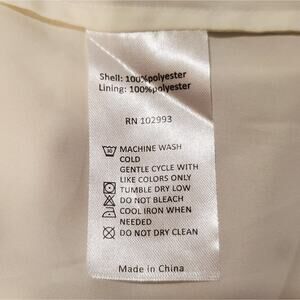 Shell: 100%polyester
Lining: 100%polyester
RN 102993
MACHINE WASH
COLD
GENTLE CYCLE WITH
LIKE COLORS ONLY
TUMBLE DRY LOW
DO NOT BLEACH
COOL IRON WHEN
NEEDED
DO NOT DRY CLEAN
Made in China